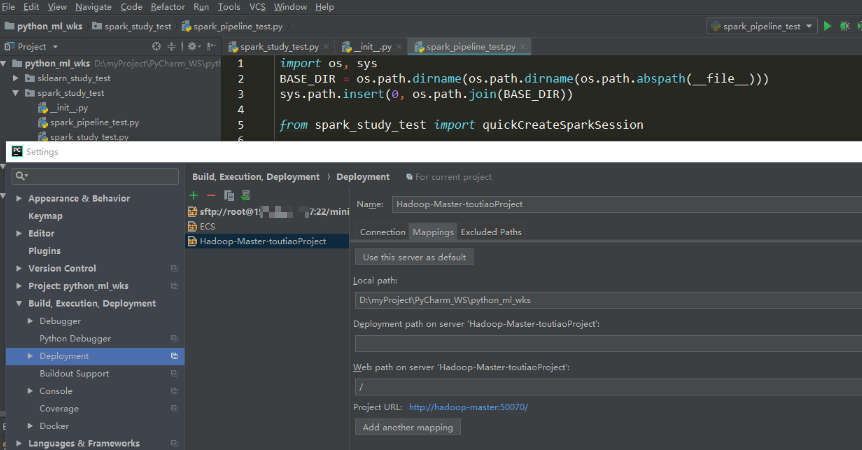 File Edit View Navigate Code Refactor Run Tools VCS Window Help
python_ml_wks spark_study_test spark_pipeline_test.py spark_pipeline_test
Project spark_study_test.py __init__.py spark_pipeline_test.py
python_ml_wks D:\myProject\PyCharm_WS\pyth
sklearn_study_test
spark_study_test
__init__.py
spark_pipeline_test.py
spark_study_test.py
1 import os, sys
2 BASE_DIR = os.path.dirname(os.path.dirname(os.path.abspath(__file__)))
3 sys.path.insert(0, os.path.join(BASE_DIR))
4
5 from spark_study_test import quickCreateSparkSession
6
Settings
Appearance & Behavior
Keymap
Editor
Plugins
Version Control
Project: python_ml_wks
Build, Execution, Deployment
Debugger
Python Debugger
Deployment
Buildout Support
Console
Coverage
Docker
Languages & Frameworks
Build, Execution, Deployment › Deployment For current project
sftp://root@1 7:22/mini
ECS
Hadoop-Master-toutiaoProject
Name: Hadoop-Master-toutiaoProject
Connection Mappings Excluded Paths
Use this server as default
Local path:
D:\myProject\PyCharm_WS\python_ml_wks
Deployment path on server 'Hadoop-Master-toutiaoProject':
Web path on server 'Hadoop-Master-toutiaoProject':
/
Project URL: http://hadoop-master:50070/
Add another mapping